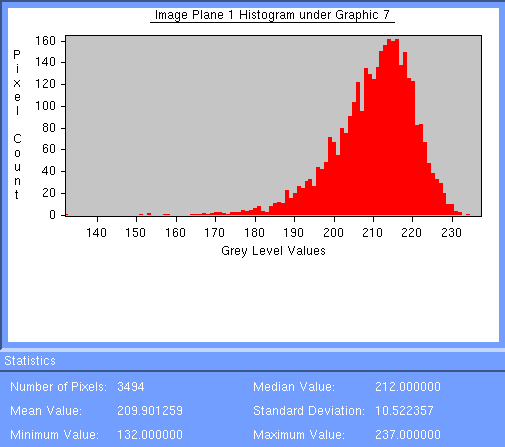 Image Plane 1 Histogram under Graphic 7
Pixel Count
160
140
120
100
80
60
40
20
0
140 150 160 170 180 190 200 210 220 230
Grey Level Values
Statistics
Number of Pixels: 3494 Median Value: 212.000000
Mean Value: 209.901259 Standard Deviation: 10.522357
Minimum Value: 132.000000 Maximum Value: 237.000000